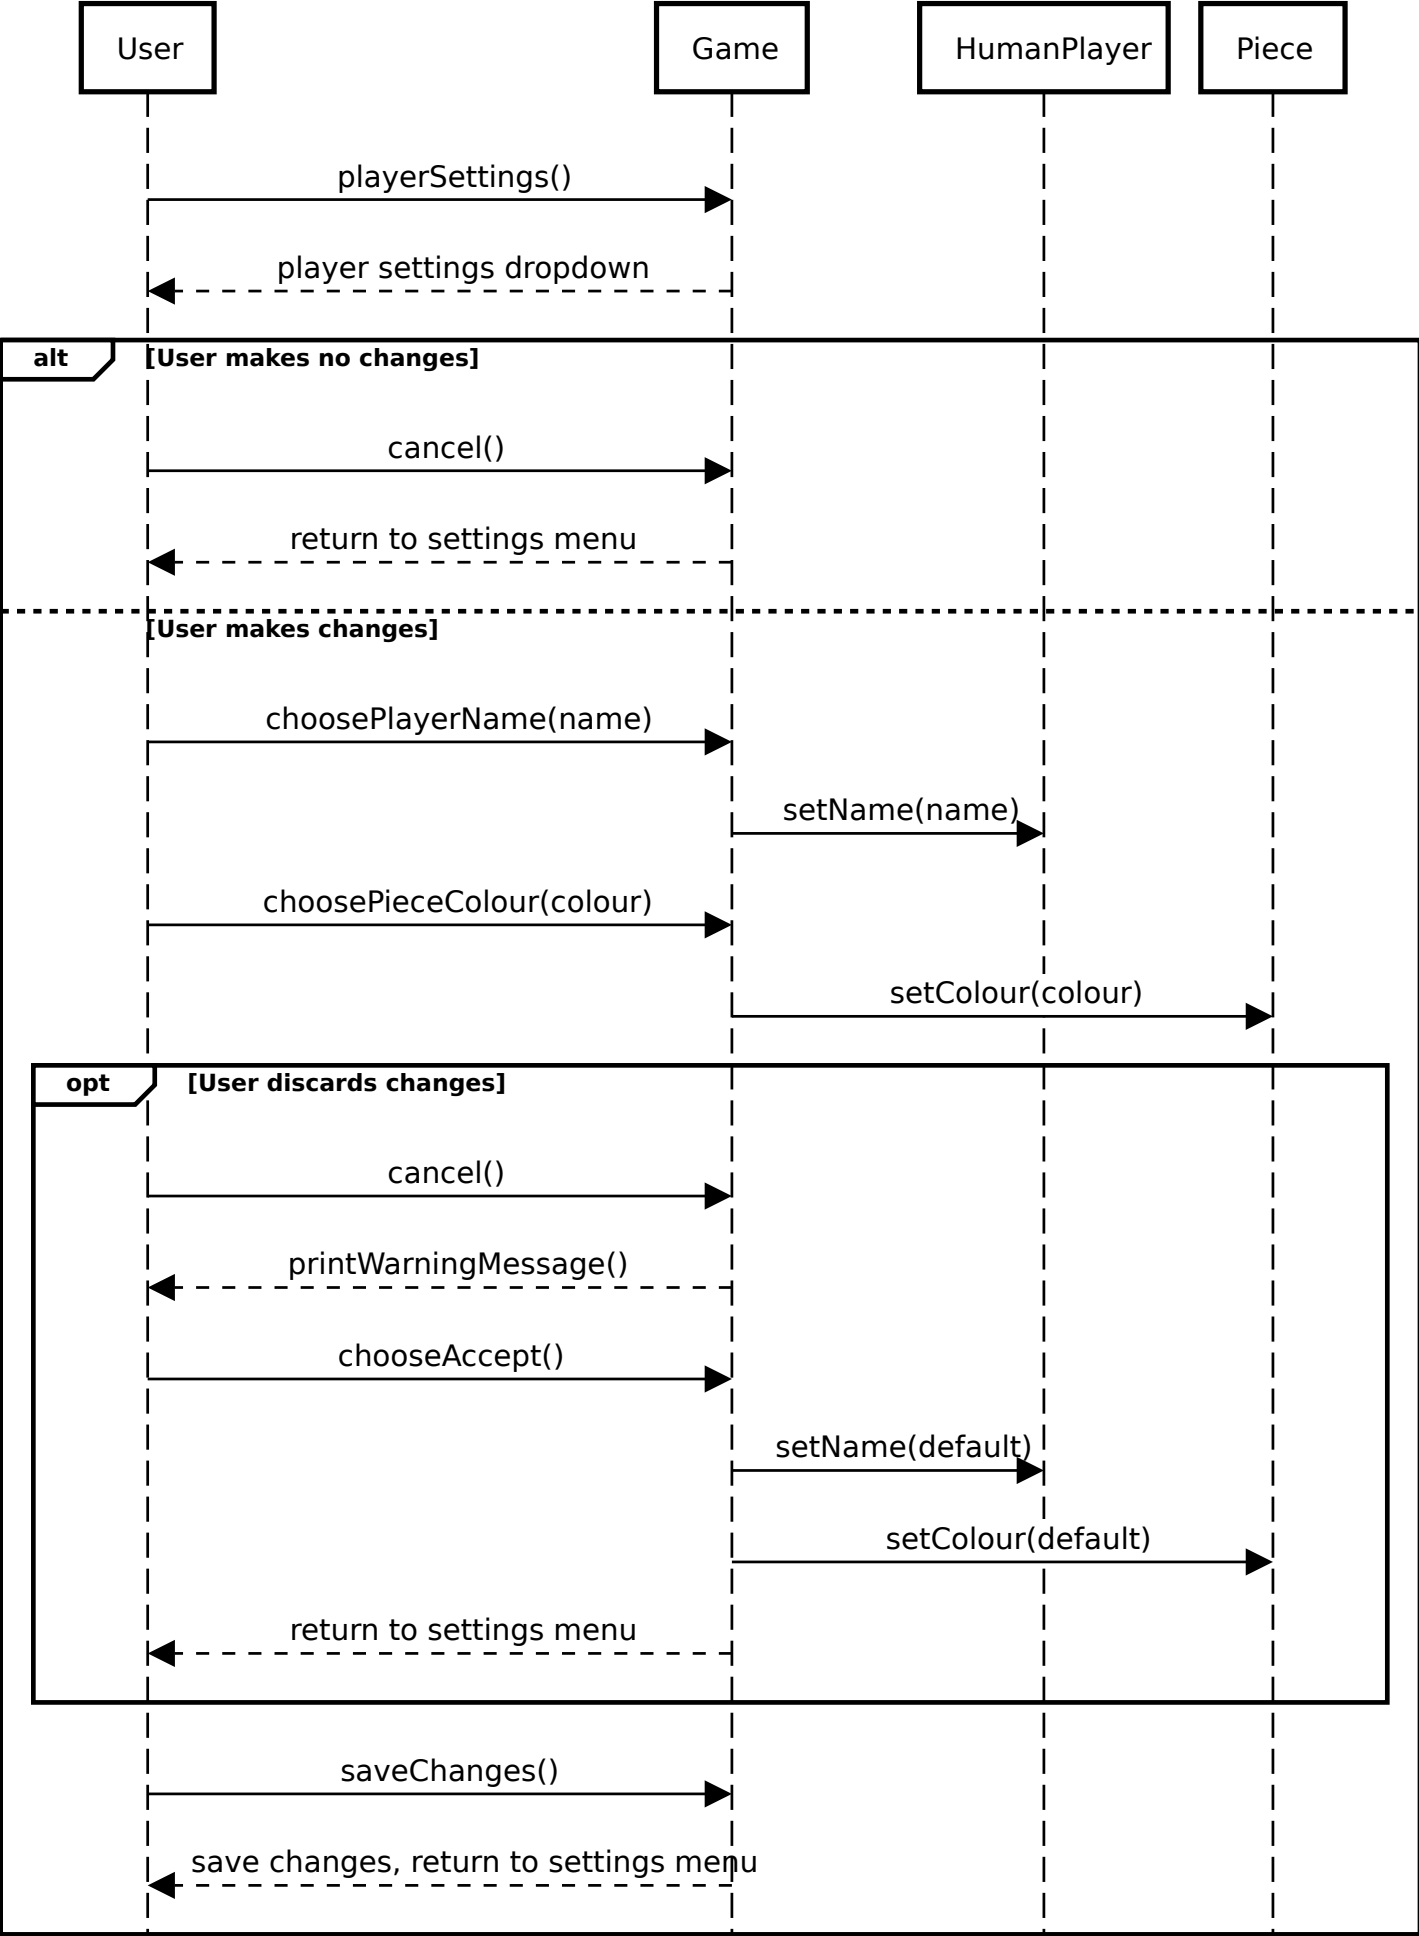 User
Game
HumanPlayer
Piece
playerSettings()
player settings dropdown
alt
[User makes no changes]
cancel()
return to settings menu
[User makes changes]
choosePlayerName(name)
setName(name)
choosePieceColour(colour)
setColour(colour)
opt
[User discards changes]
cancel()
printWarningMessage()
chooseAccept()
setName(default)
setColour(default)
return to settings menu
saveChanges()
save changes, return to settings menu